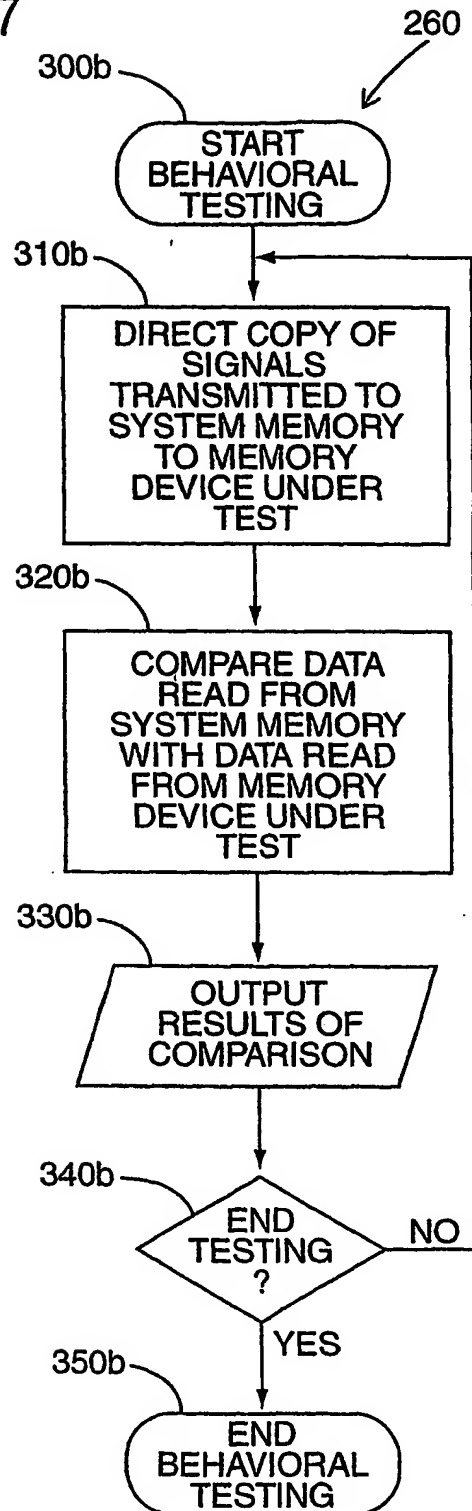 7
260
300b
START
BEHAVIORAL
TESTING
310b
DIRECT COPY OF
SIGNALS
TRANSMITTED TO
SYSTEM MEMORY
TO MEMORY
DEVICE UNDER
TEST
320b
COMPARE DATA
READ FROM
SYSTEM MEMORY
WITH DATA READ
FROM MEMORY
DEVICE UNDER
TEST
330b
OUTPUT
RESULTS OF
COMPARISON
340b
END
TESTING
?
NO
YES
350b
END
BEHAVIORAL
TESTING